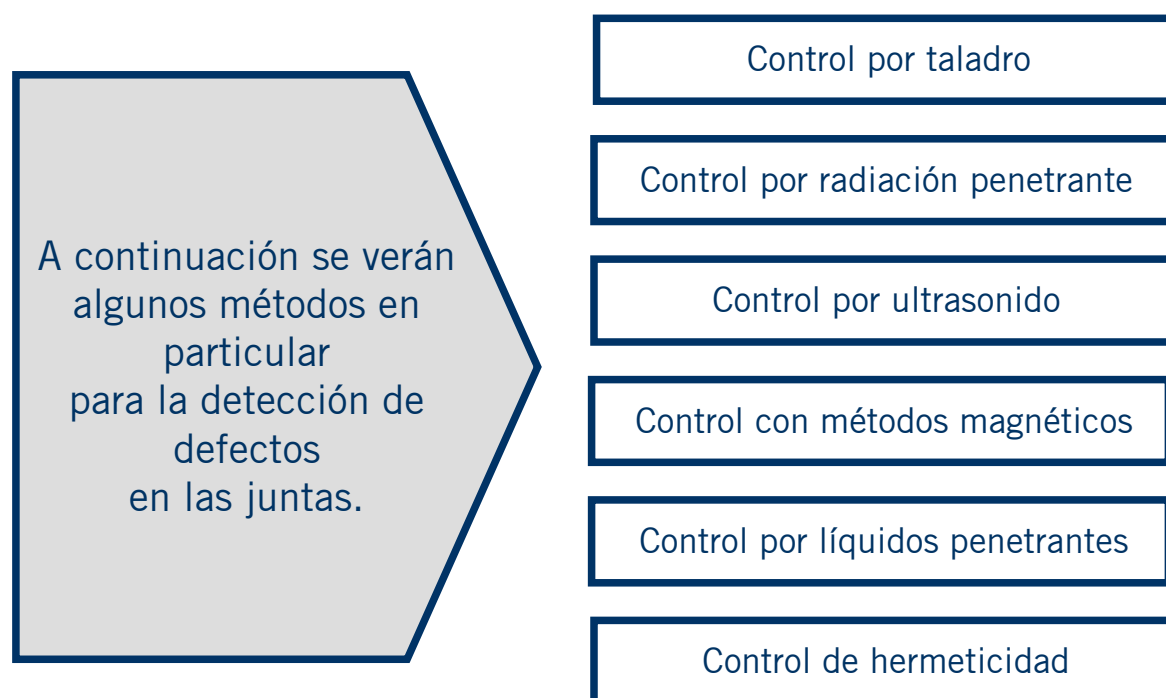 A continuación se verán
algunos métodos en
particular
para la detección de
defectos
en las juntas.
Control por taladro
Control por radiación penetrante
Control por ultrasonido
Control con métodos magnéticos
Control por líquidos penetrantes
Control de hermeticidad